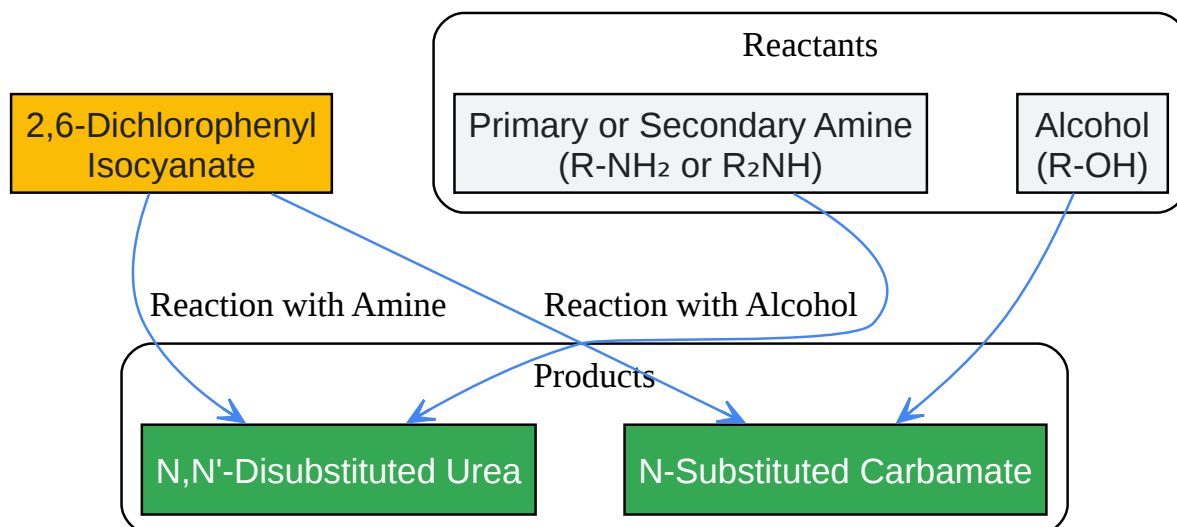 Reactants
2,6-Dichlorophenyl
Isocyanate
Primary or Secondary Amine
(R-NH₂ or R₂NH)
Alcohol
(R-OH)
Reaction with Amine
Reaction with Alcohol
Products
N,N'-Disubstituted Urea
N-Substituted Carbamate